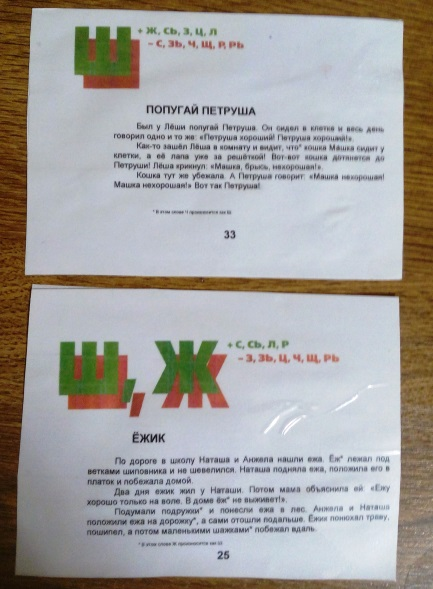 Ш
+ Ж, СЬ, З, Ц, Л
– С, ЗЬ, Ч, Щ, Р, РЬ
ПОПУГАЙ ПЕТРУША
Был у Лёши попугай Петруша. Он сидел в клетке и весь день
говорил одно и то же: «Петруша хороший! Петруша хороший!».
Как-то зашёл Лёша в комнату и видит, что* кошка Машка сидит у
клетки, а её лапа уже за решёткой! Вот-вот кошка дотянется до
Петруши! Лёша крикнул: «Машка, брысь, нехорошая!».
Кошка тут же убежала. А Петруша говорит: «Машка нехорошая!
Машка нехорошая!» Вот так Петруша!
* В этом слове Ч произносится как Ш
33
Ш, Ж
+ С, СЬ, Л, Р
– З, ЗЬ, Ц, Ч, Щ, РЬ
ЁЖИК
По дороге в школу Наташа и Анжела нашли ежа. Ёж* лежал под
ветками шиповника и не шевелился. Наташа подняла ежа, положила его в
платок и побежала домой.
Два дня ежик жил у Наташи. Потом мама объяснила ей: «Ежу
хорошо только на воле. В доме ёж* не выживет!».
Подумали подружки* и понесли ежа в лес. Анжела и Наташа
положили ежа на дорожку*, а сами отошли подальше. Ёжик понюхал траву,
пошипел, а потом маленькими шажками* побежал вдаль.
* В этом слове Ж произносится как Ш
25